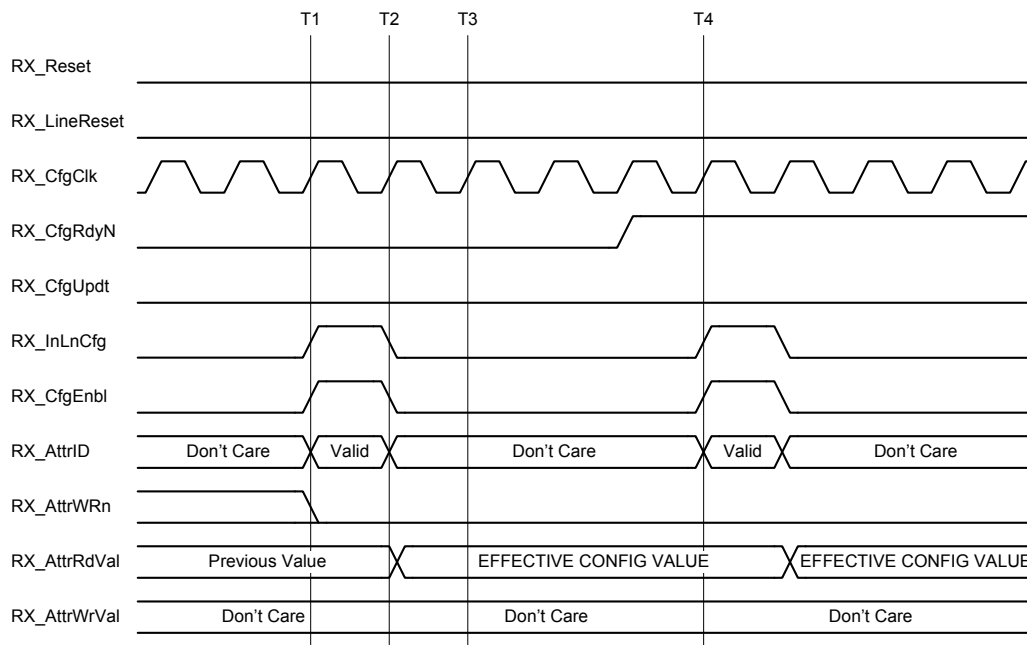 T1 T2 T3 T4
RX_Reset
RX_LineReset
RX_CfgClk
RX_CfgRdyN
RX_CfgUpdt
RX_InLnCfg
RX_CfgEnbl
RX_AttrID Don't Care Valid Don't Care Valid Don't Care
RX_AttrWRn
RX_AttrRdVal Previous Value EFFECTIVE CONFIG VALUE EFFECTIVE CONFIG VALUE
RX_AttrWrVal Don't Care Don't Care Don't Care